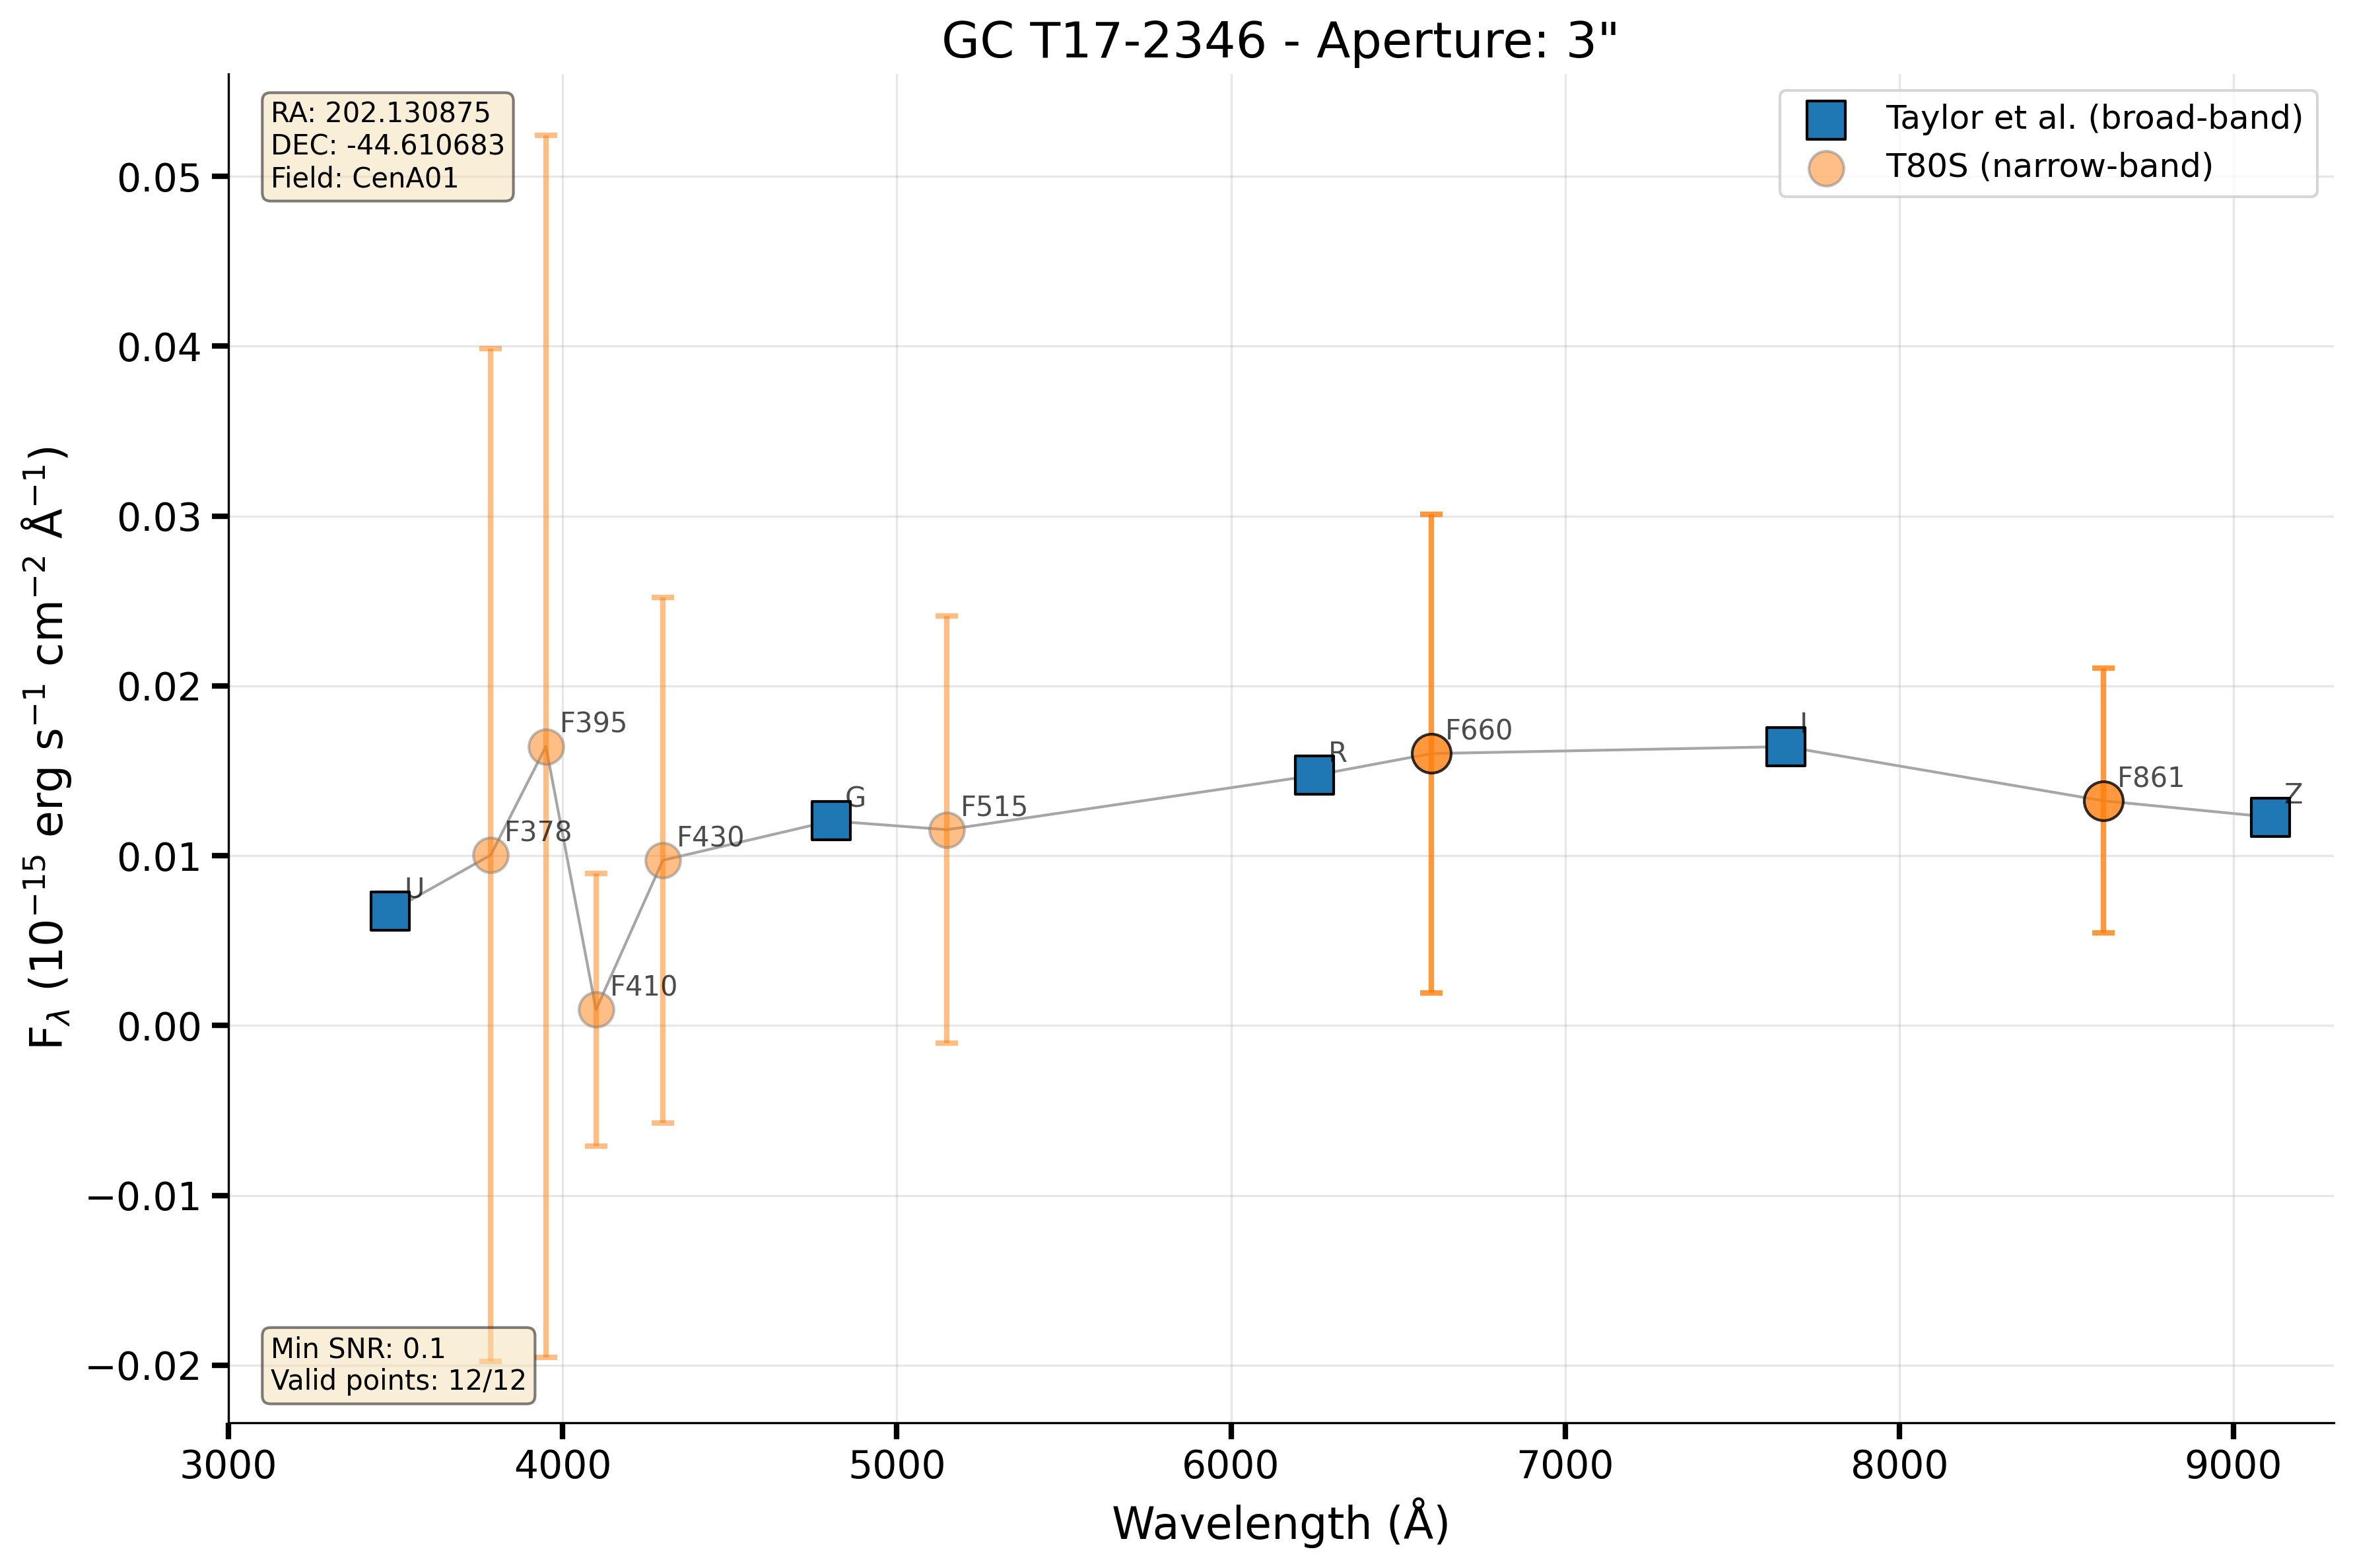 GC T17-2346 - Aperture: 3"
RA: 202.130875
DEC: -44.610683
Field: CenA01
Taylor et al. (broad-band)
T80S (narrow-band)
0.05
0.04
0.03
0.02
0.01
0.00
−0.01
−0.02
F$_{\lambda}$ (10$^{-15}$ erg s$^{-1}$ cm$^{-2}$ Å$^{-1}$)
U
F378
F395
F410
F430
G
F515
R
F660
I
F861
Z
Min SNR: 0.1
Valid points: 12/12
3000 4000 5000 6000 7000 8000 9000
Wavelength (Å)